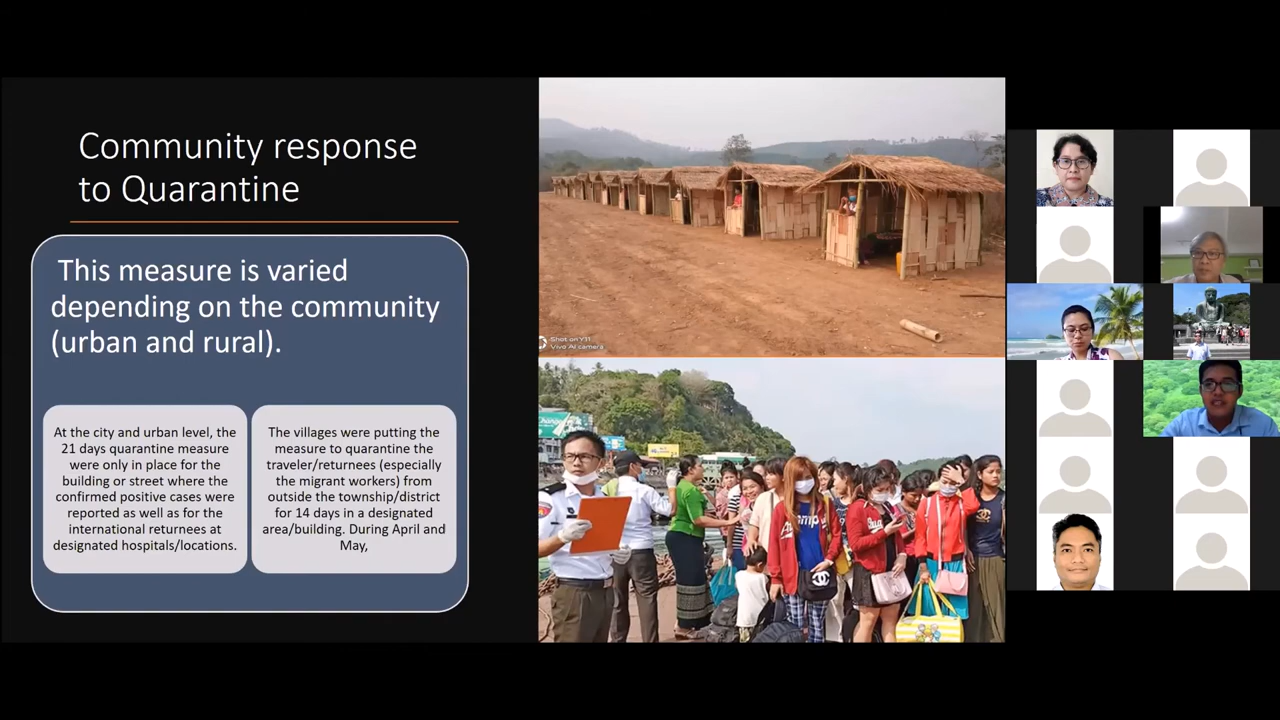 Community response
to Quarantine
This measure is varied
depending on the community
(urban and rural).
At the city and urban level, the
21 days quarantine measure
were only in place for the
building or street where the
confirmed positive cases were
reported as well as for the
international returnees at
designated hospitals/locations.
The villages were putting the
measure to quarantine the
traveler/returnees (especially
the migrant workers) from
outside the township/district
for 14 days in a designated
area/building. During April and
May,
Shot on Y11
Vivo AI camera